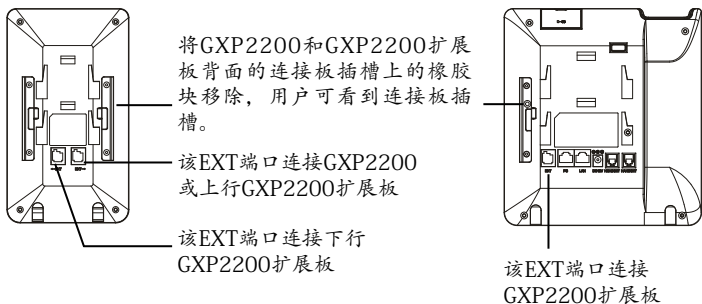 将GXP2200和GXP2200扩展
板背面的连接板插槽上的橡胶
块移除，用户可看到连接板插
槽。
该EXT端口连接GXP2200
或上行GXP2200扩展板
该EXT端口连接下行
GXP2200扩展板
EXT
PC
LAN
该EXT端口连接
GXP2200扩展板